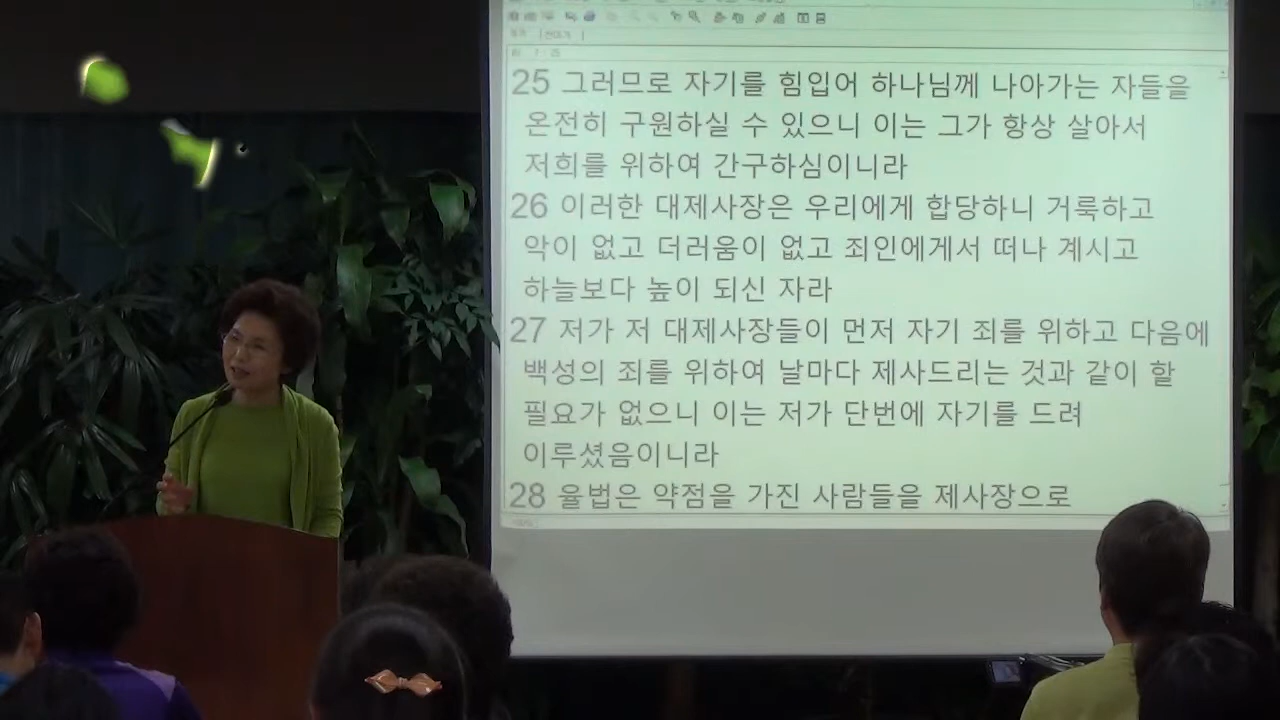 25 그러므로 자기를 힘입어 하나님께 나아가는 자들을
온전히 구원하실 수 있으니 이는 그가 항상 살아서
저희를 위하여 간구하심이니라
26 이러한 대제사장은 우리에게 합당하니 거룩하고
악이 없고 더러움이 없고 죄인에게서 떠나 계시고
하늘보다 높이 되신 자라
27 저가 저 대제사장들이 먼저 자기 죄를 위하고 다음에
백성의 죄를 위하여 날마다 제사드리는 것과 같이 할
필요가 없으니 이는 저가 단번에 자기를 드려
이루셨음이니라
28 율법은 약점을 가진 사람들을 제사장으로